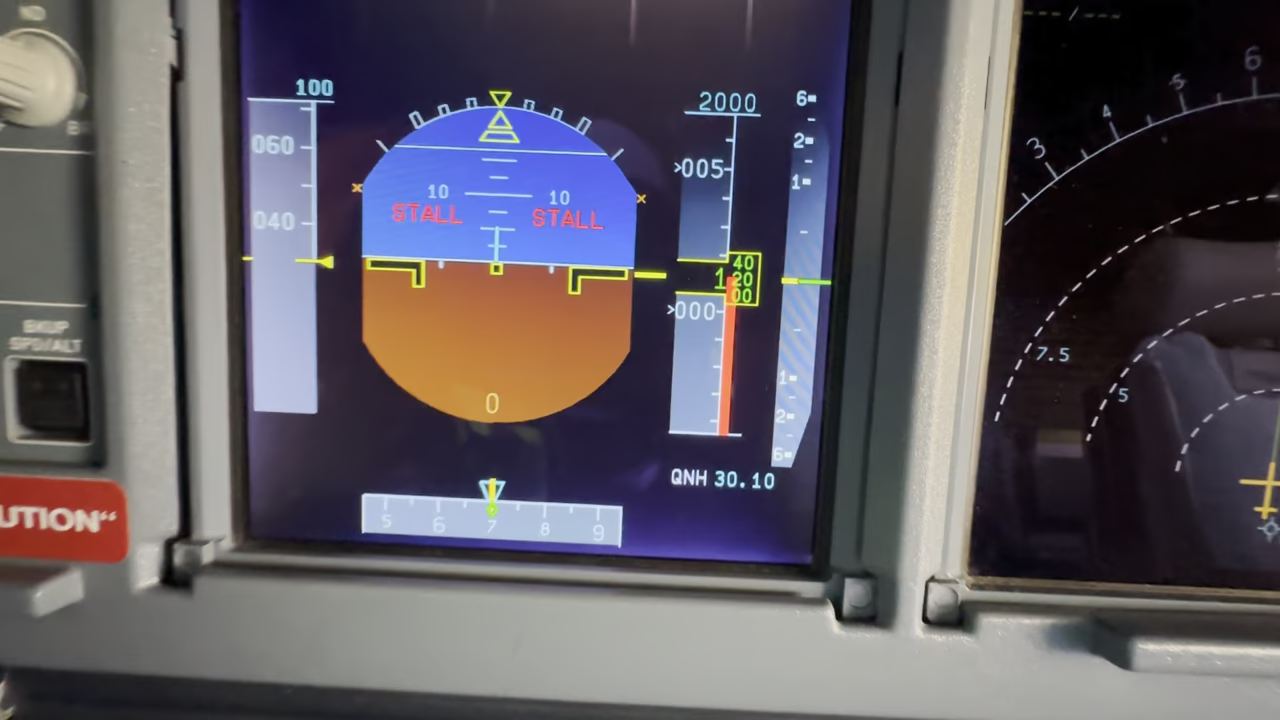 ND
100
2000
6
060
>005
2
1
10 10
STALL STALL
040
40
1 20
00
>000
1
2
6
0
QNH 30.10
5 6 7 8 9
BKUP
SPD/ALT
UTION“
3 4 5 6
7.5
5